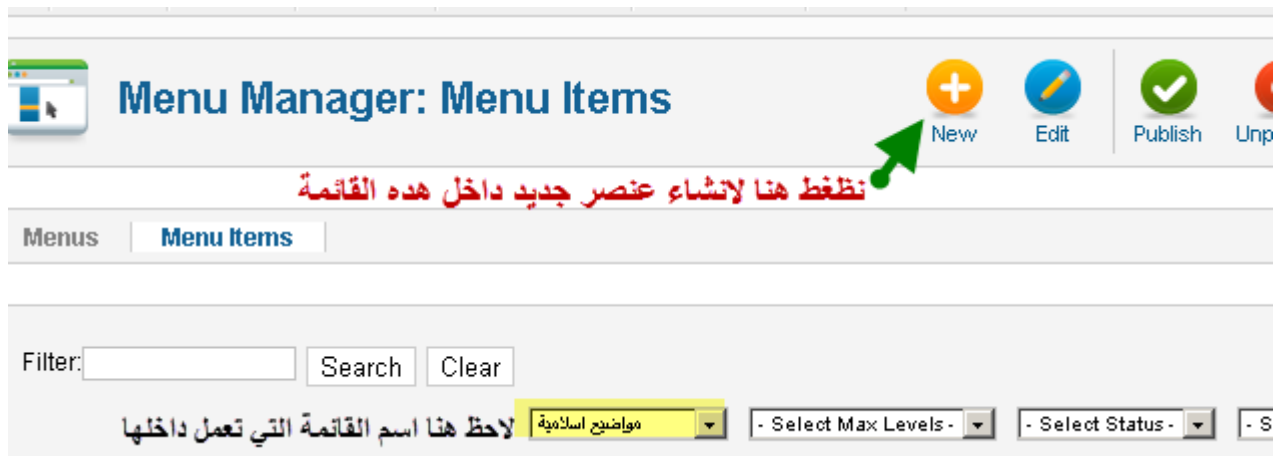 Menu Manager: Menu Items
New Edit Publish
نظغط هنا لانشاء عنصر جديد داخل هده القائمة
Menus Menu Items
Filter: Search Clear
لاحظ هنا اسم القائمة التي تعمل داخلها مواضيع اسلامية - Select Max Levels - - Select Status -